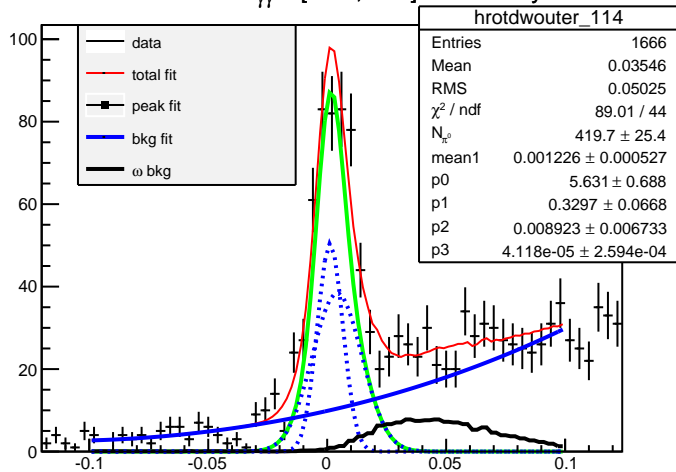 hrotdwouter_114
Entries 1666
Mean 0.03546
RMS 0.05025
χ² / ndf 89.01 / 44
N_π⁰ 419.7 ± 25.4
mean1 0.001226 ± 0.000527
p0 5.631 ± 0.688
p1 0.3297 ± 0.0668
p2 0.008923 ± 0.006733
p3 4.118e-05 ± 2.594e-04
data
total fit
peak fit
bkg fit
ω bkg
100
80
60
40
20
0
-0.1 -0.05 0 0.05 0.1